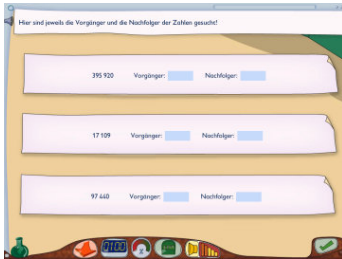 Hier sind jeweils die Vorgänger und die Nachfolger der Zahlen gesucht!
395 920 Vorgänger: Nachfolger:
17 109 Vorgänger: Nachfolger:
97 440 Vorgänger: Nachfolger: